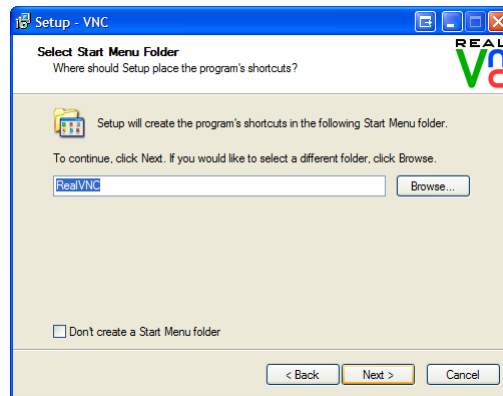 Setup - VNC
Select Start Menu Folder
Where should Setup place the program's shortcuts?
REAL
VNC
Setup will create the program's shortcuts in the following Start Menu folder.
To continue, click Next. If you would like to select a different folder, click Browse.
RealVNC
Browse...
Don't create a Start Menu folder
< Back
Next >
Cancel